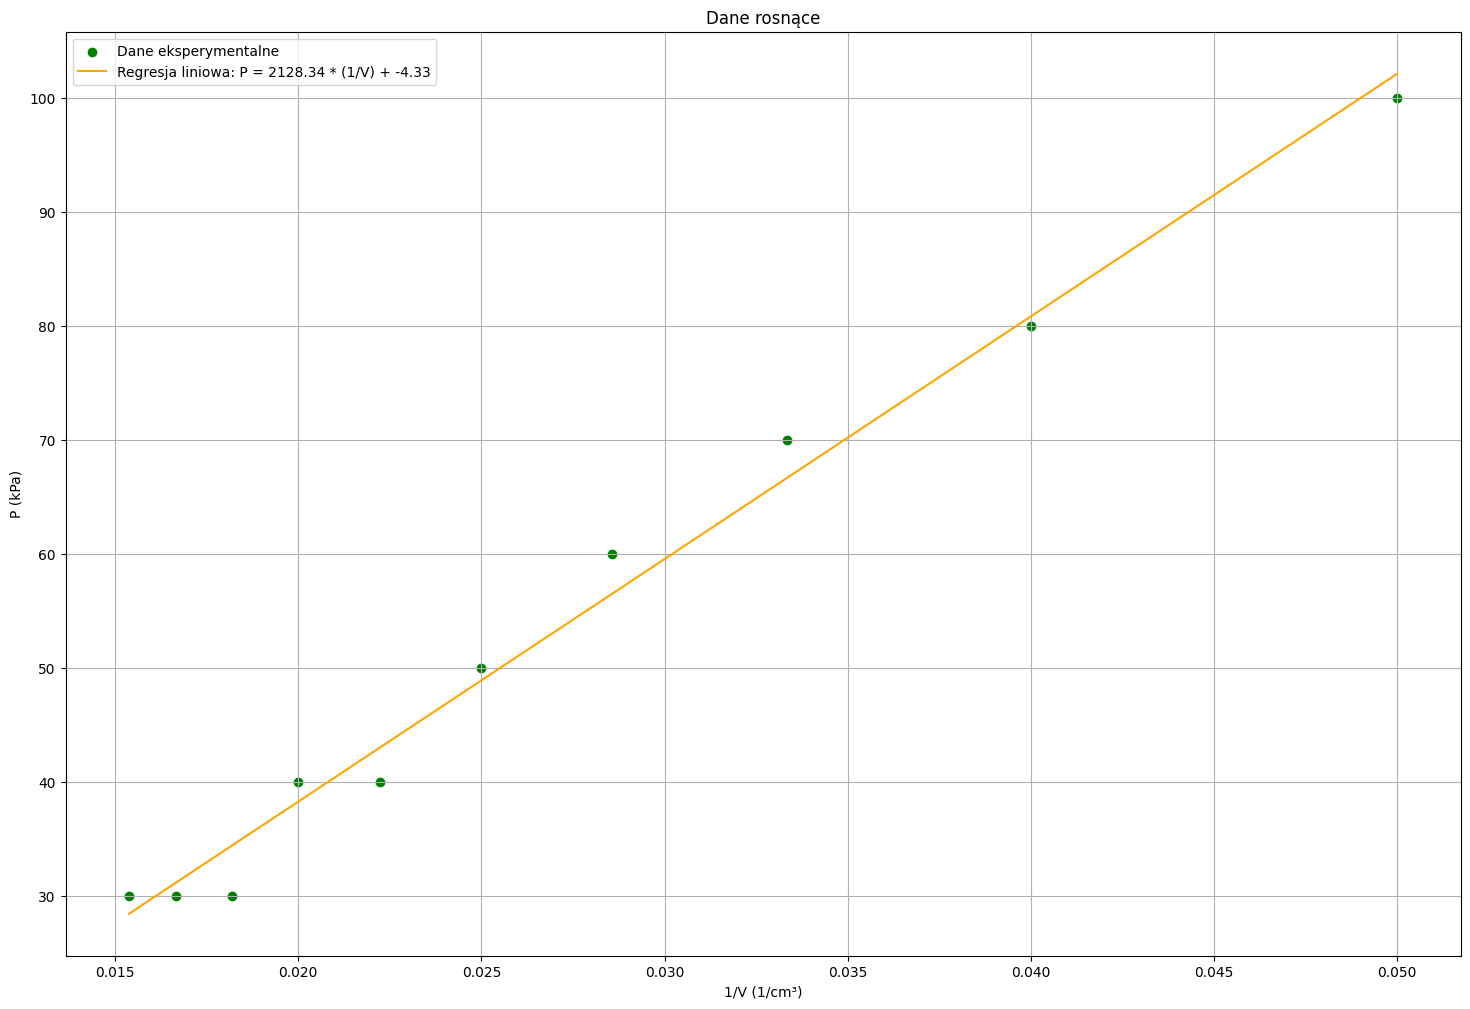 Dane rosnące
Dane eksperymentalne
Regresja liniowa: P = 2128.34 * (1/V) + -4.33
100
90
80
70
60
50
40
30
P (kPa)
0.015 0.020 0.025 0.030 0.035 0.040 0.045 0.050
1/V (1/cm³)